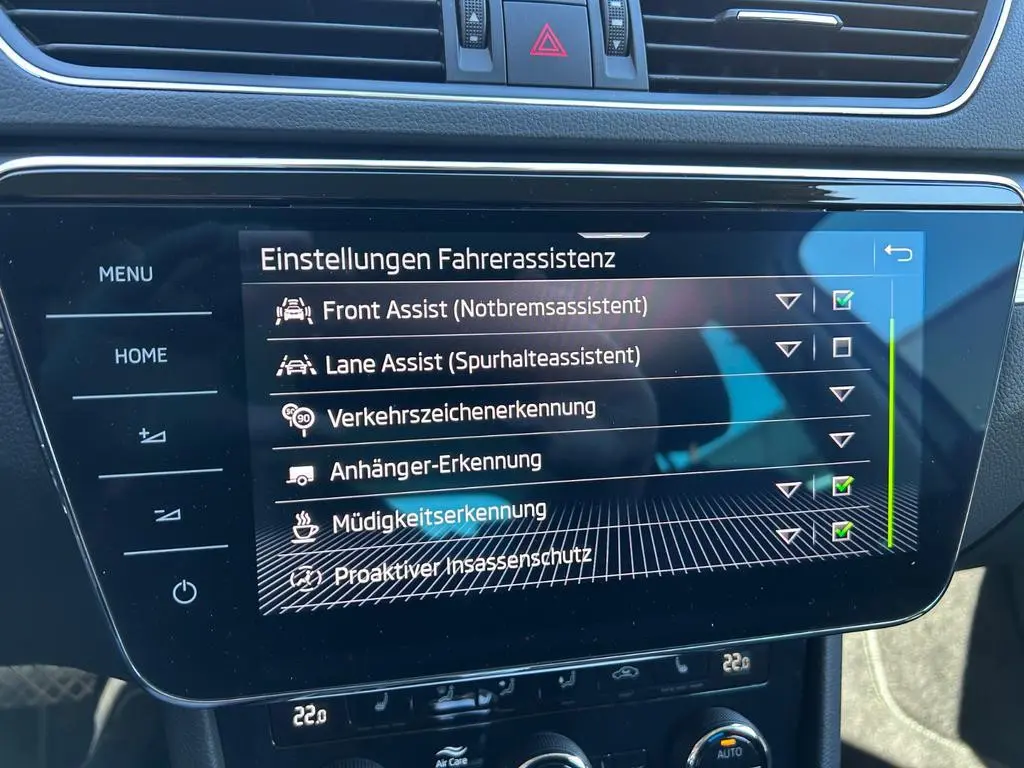 MENU
HOME
Einstellungen Fahrerassistenz
Front Assist (Notbremsassistent)
Lane Assist (Spurhalteassistent)
90
Verkehrszeichenerkennung
Anhänger-Erkennung
Müdigkeitserkennung
Proaktiver Insassenschutz
22.0
22.0
Air Care
AUTO